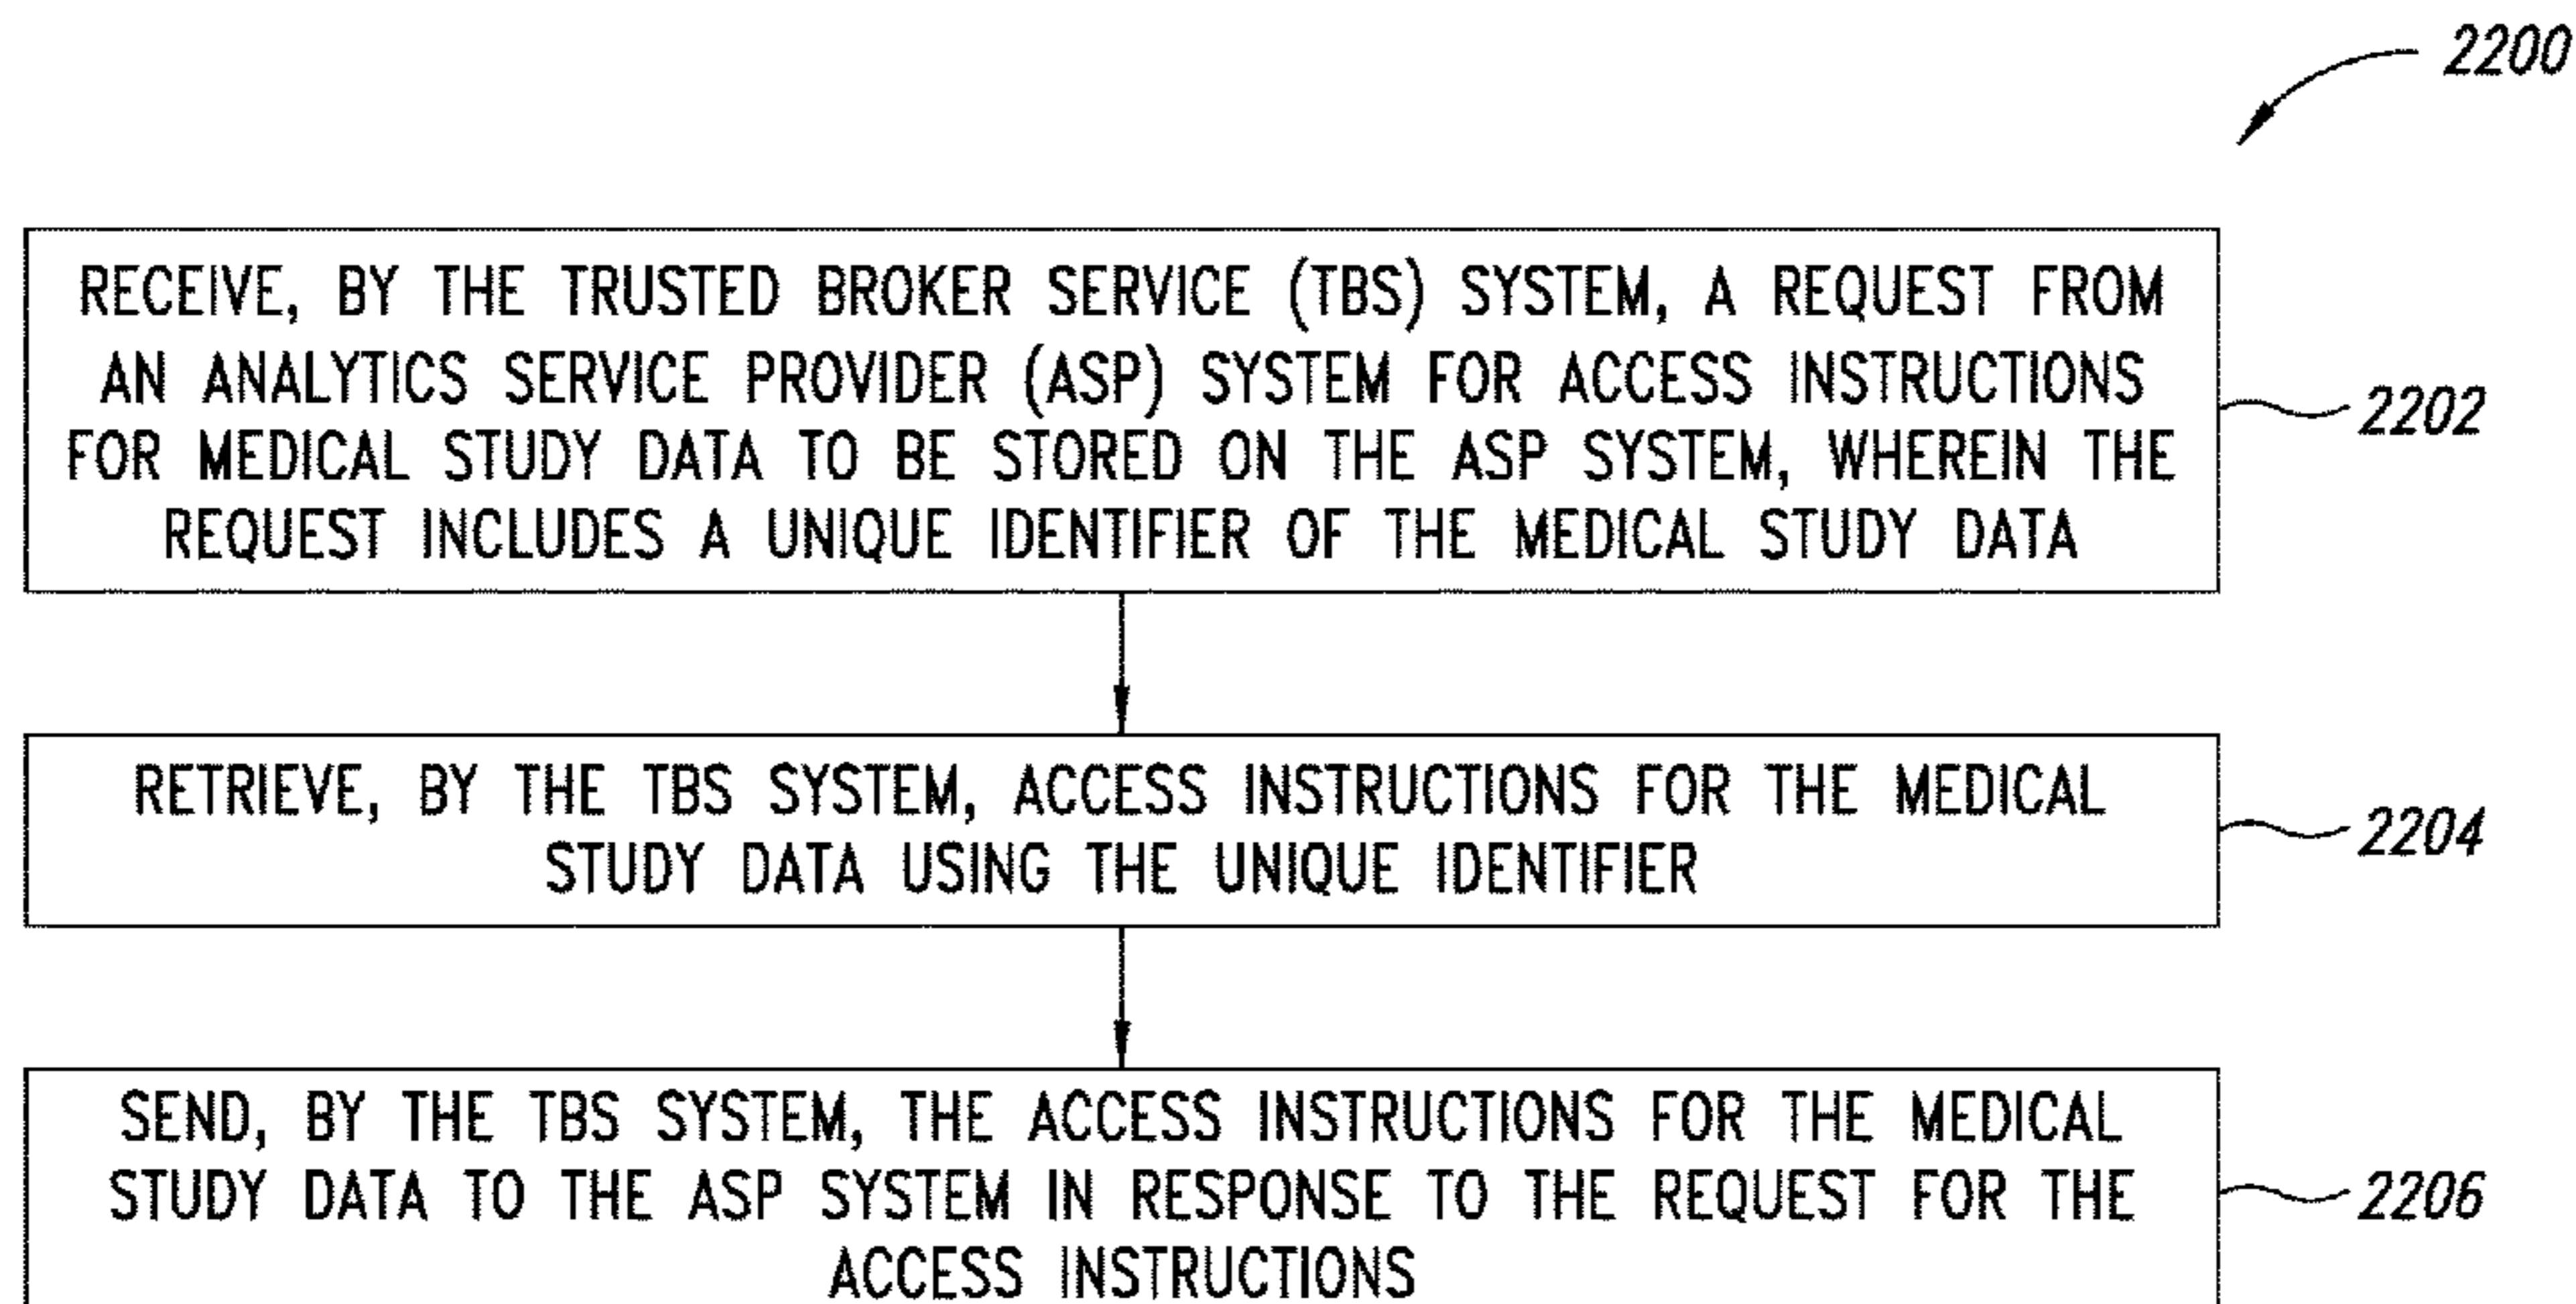 2200
RECEIVE, BY THE TRUSTED BROKER SERVICE (TBS) SYSTEM, A REQUEST FROM
AN ANALYTICS SERVICE PROVIDER (ASP) SYSTEM FOR ACCESS INSTRUCTIONS
FOR MEDICAL STUDY DATA TO BE STORED ON THE ASP SYSTEM, WHEREIN THE
REQUEST INCLUDES A UNIQUE IDENTIFIER OF THE MEDICAL STUDY DATA
2202
RETRIEVE, BY THE TBS SYSTEM, ACCESS INSTRUCTIONS FOR THE MEDICAL
STUDY DATA USING THE UNIQUE IDENTIFIER
2204
SEND, BY THE TBS SYSTEM, THE ACCESS INSTRUCTIONS FOR THE MEDICAL
STUDY DATA TO THE ASP SYSTEM IN RESPONSE TO THE REQUEST FOR THE
ACCESS INSTRUCTIONS
2206